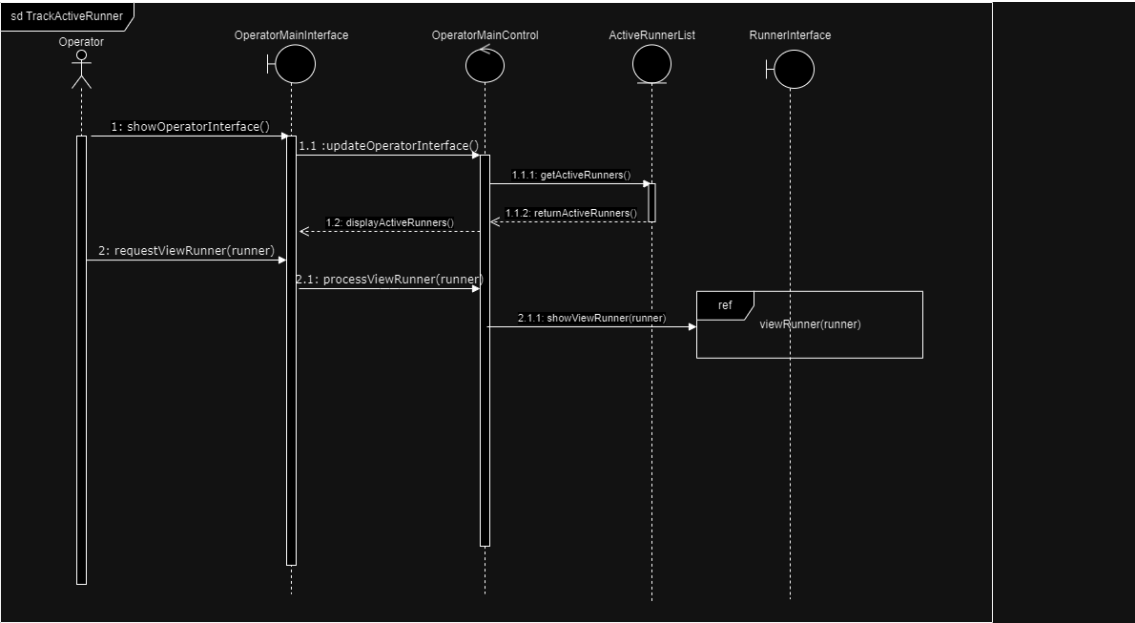 sd TrackActiveRunner
Operator
OperatorMainInterface
OperatorMainControl
ActiveRunnerList
RunnerInterface
1: showOperatorInterface()
1.1 :updateOperatorInterface()
1.1.1: getActiveRunners()
1.1.2: returnActiveRunners()
1.2: displayActiveRunners()
2: requestViewRunner(runner)
2.1: processViewRunner(runner)
ref
2.1.1: showViewRunner(runner)
viewRunner(runner)